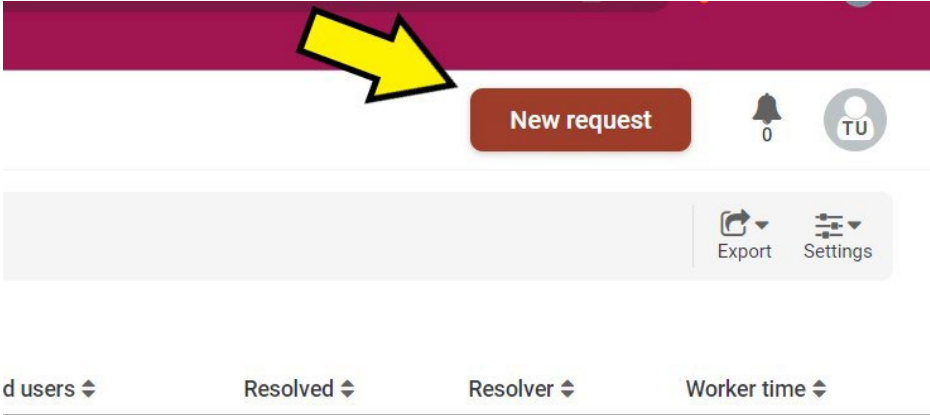 New request
0
TU
Export
Settings
d users
Resolved
Resolver
Worker time